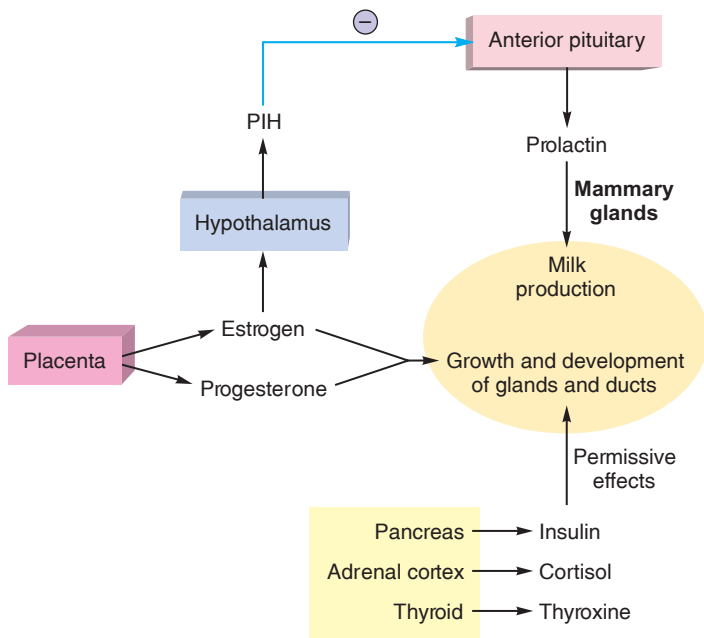 −
Anterior pituitary
PIH
Prolactin
Mammary
glands
Hypothalamus
Milk
production
Estrogen
Placenta
Progesterone
Growth and development
of glands and ducts
Permissive
effects
Pancreas
Insulin
Adrenal cortex
Cortisol
Thyroid
Thyroxine